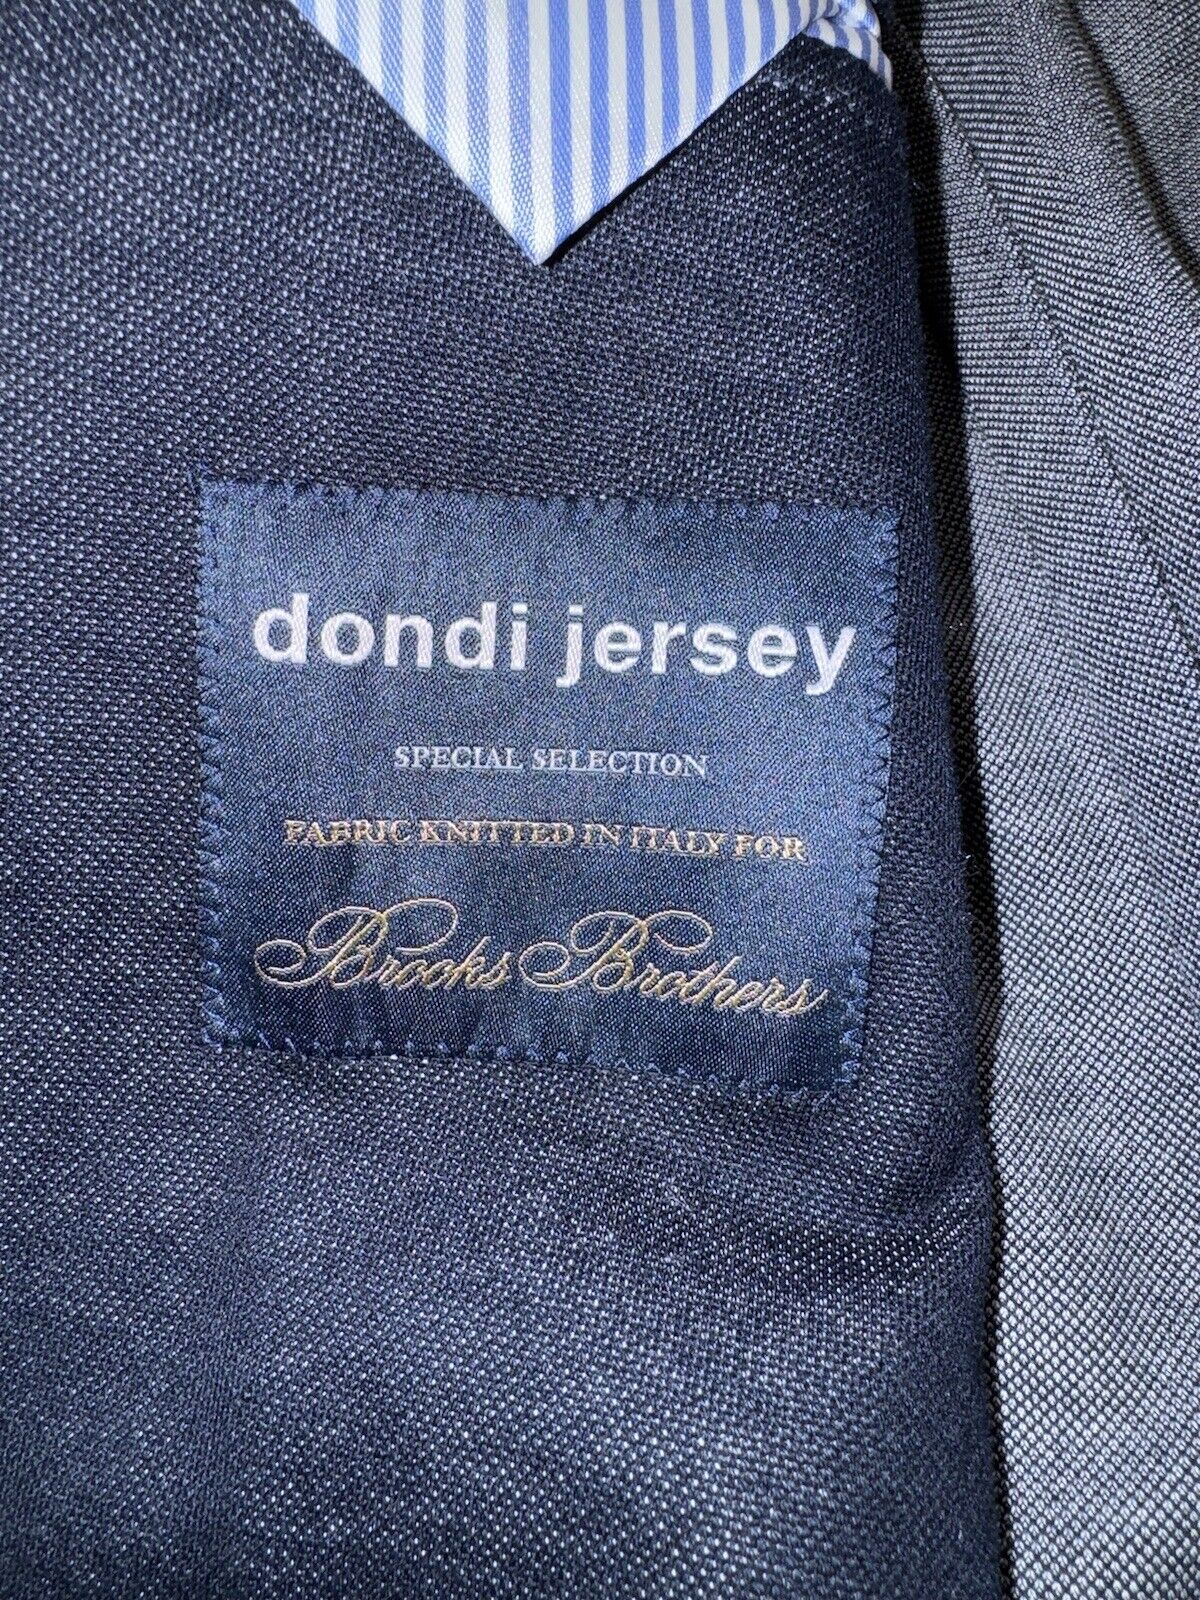 dondi jersey
SPECIAL SELECTION
FABRIC KNITTED IN ITALY FOR
Brooks Brothers